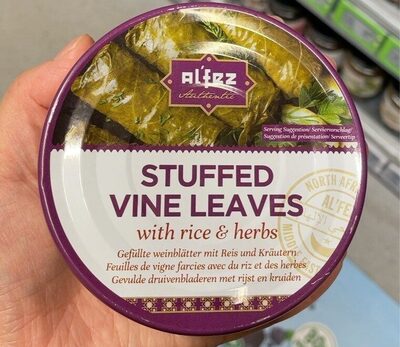 Al'fez
Authentic
Serving Suggestion/ Serviervorschlag/
Suggestion de présentation/ Serveertip
STUFFED
VINE LEAVES
with rice & herbs
Gefüllte weinblätter mit Reis und Kräutern
Feuilles de vigne farcies avec du riz et des herbes
Gevulde druivenbladeren met rijst en kruiden
NORTH AFRI
AL'FE
MIDDL